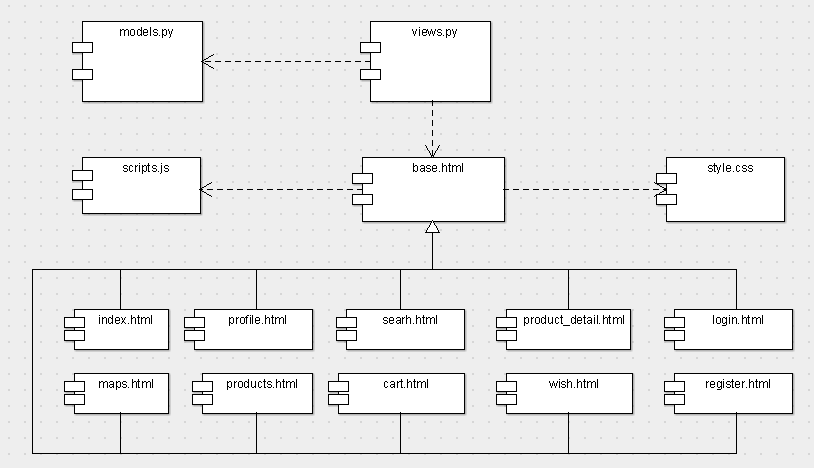 models.py
views.py
scripts.js
base.html
style.css
index.html
profile.html
searh.html
product_detail.html
login.html
maps.html
products.html
cart.html
wish.html
register.html